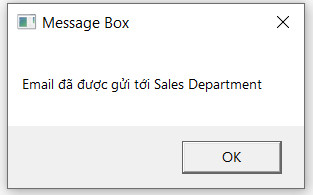 Message Box
Email đã được gửi tới Sales Department
OK